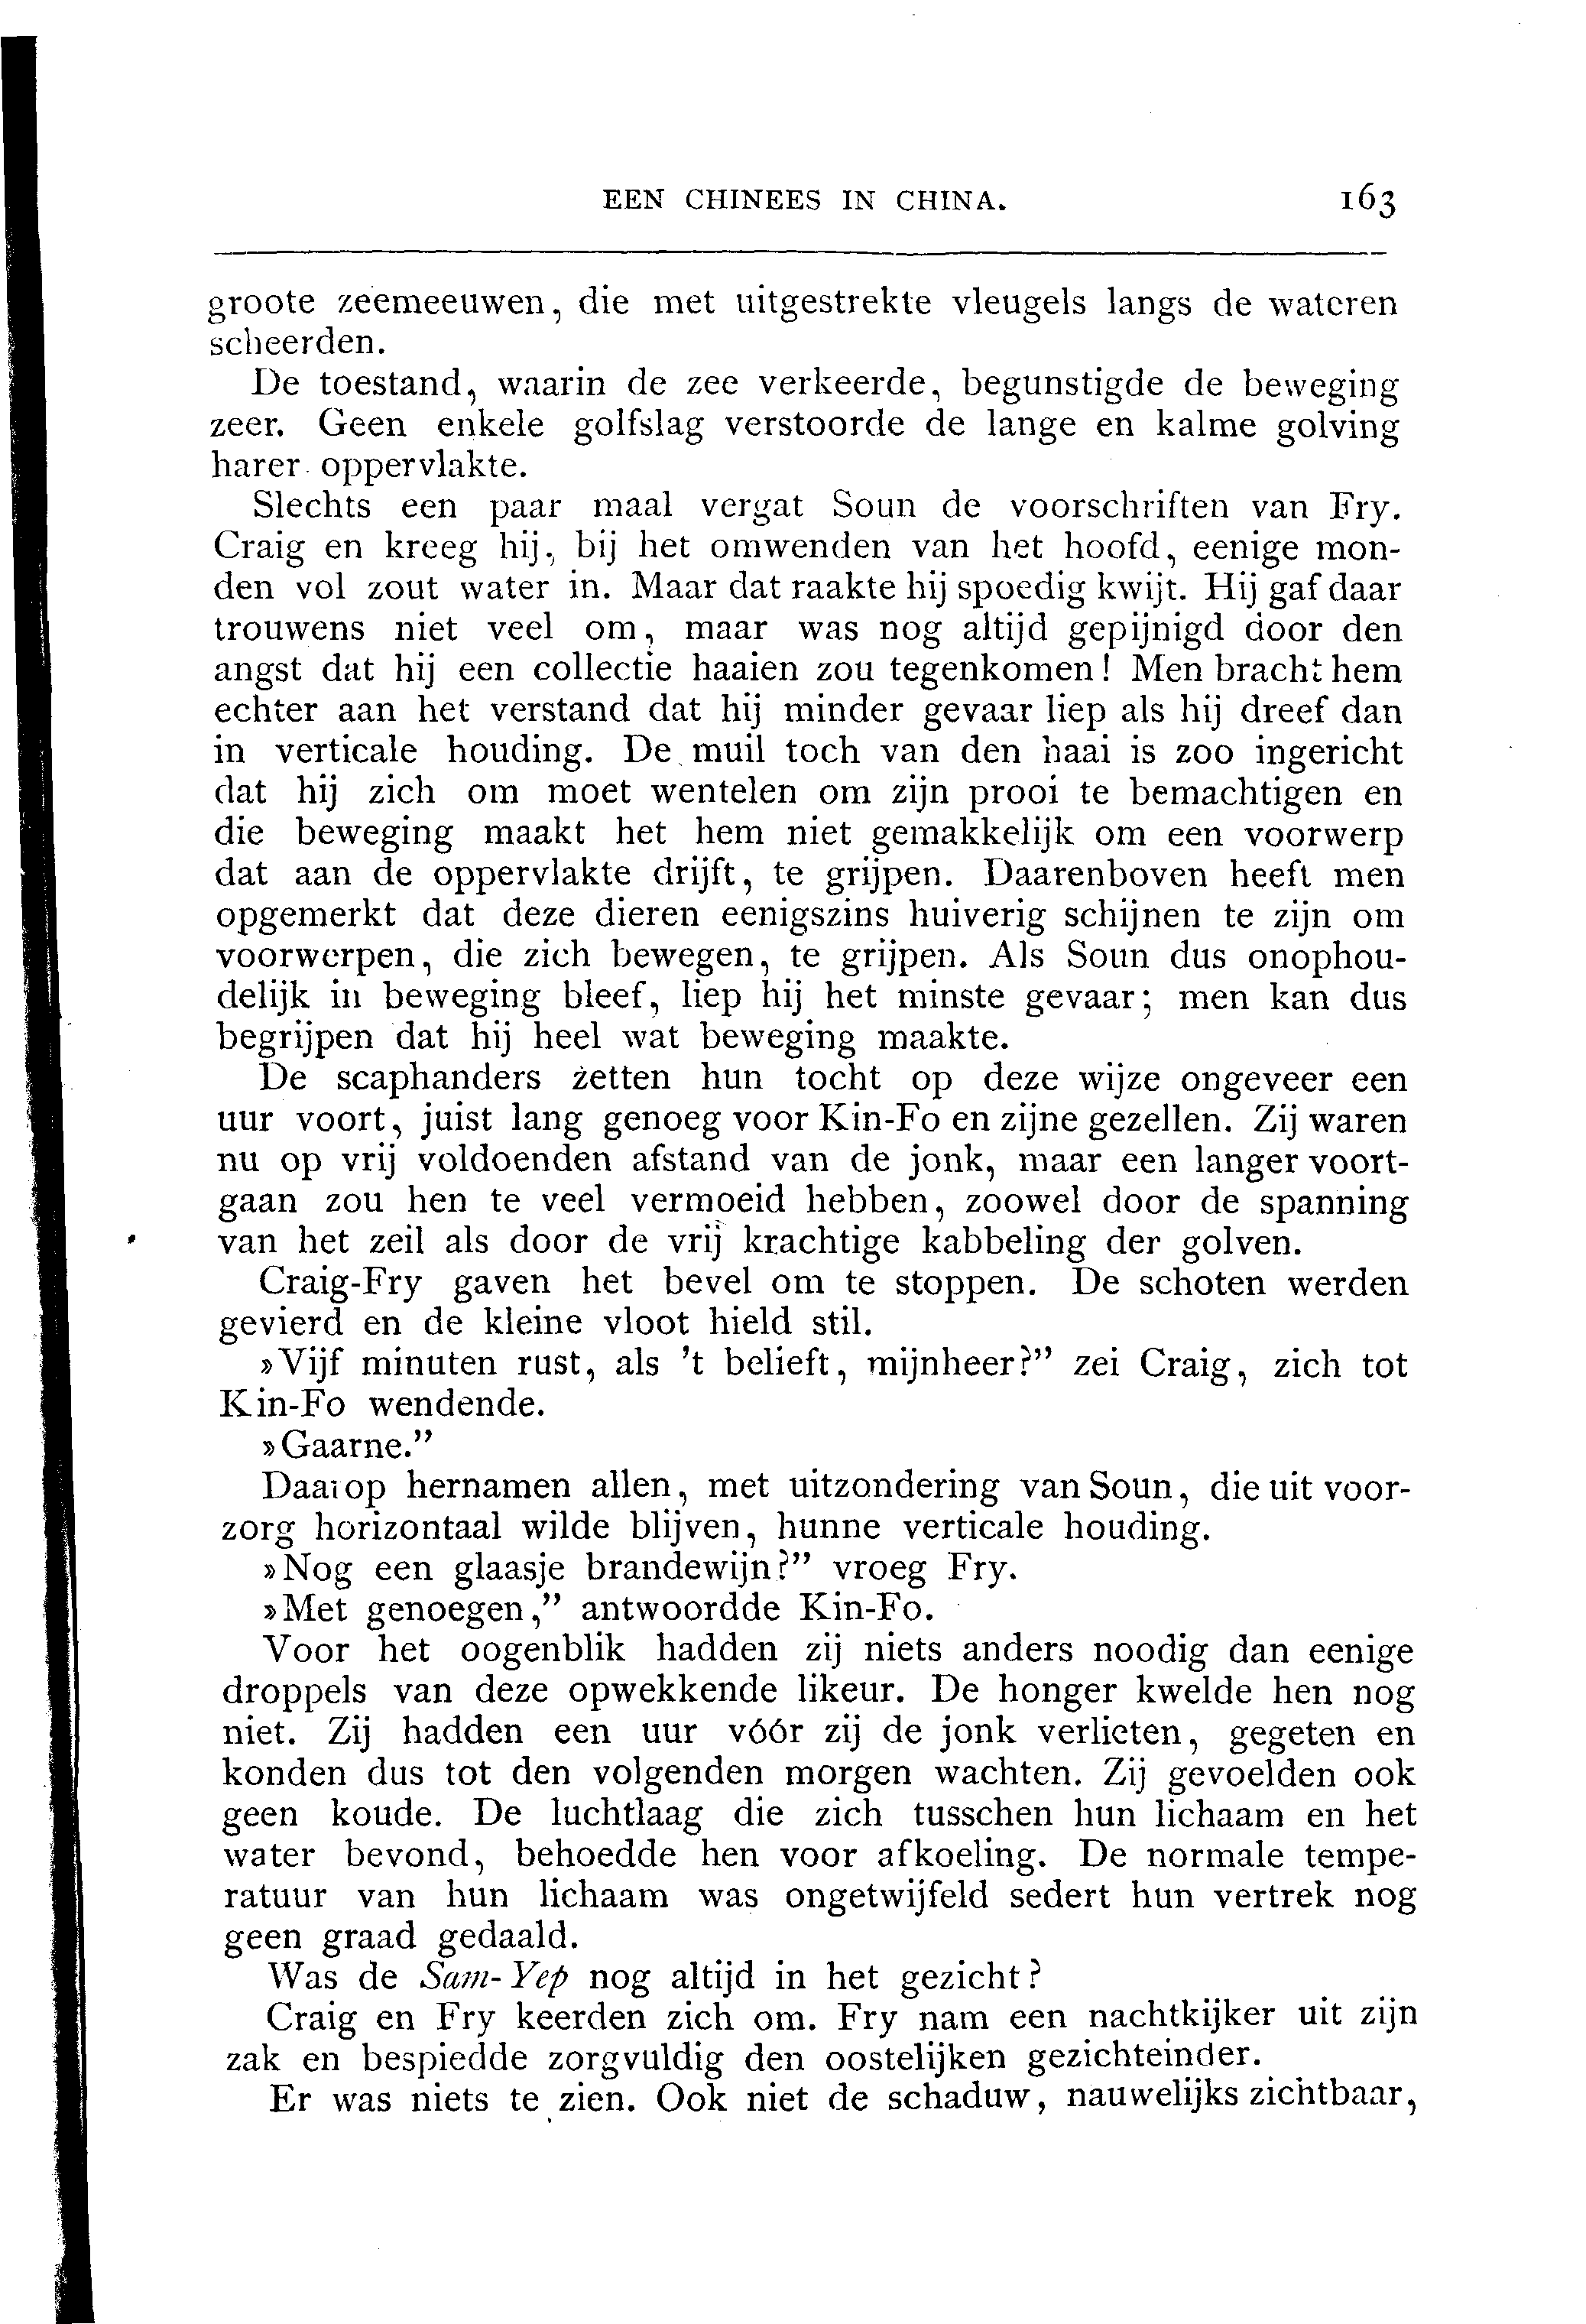 EEN CHINEES IN CHINA. 163
groote zeemeeuwen, die met uitgestrekte vleugels langs de wateren
scheerden.
De toestand, waarin de zee verkeerde, begunstigde de beweging
zeer. Geen enkele golfslag verstoorde de lange en kalme golving
harer oppervlakte.
Slechts een paar maal vergat Soun de voorschriften van Fry.
Craig en kreeg hij, bij het omwenden van het hoofd, eenige mon-
den vol zout water in. Maar dat raakte hij spoedig kwijt. Hij gaf daar
trouwens niet veel om, maar was nog altijd gepijnigd door den
angst dat hij een collectie haaien zou tegenkomen! Men bracht hem
echter aan het verstand dat hij minder gevaar liep als hij dreef dan
in verticale houding. De muil toch van den haai is zoo ingericht
dat hij zich om moet wentelen om zijn prooi te bemachtigen en
die beweging maakt het hem niet gemakkelijk om een voorwerp
dat aan de oppervlakte drijft, te grijpen. Daarenboven heeft men
opgemerkt dat deze dieren eenigszins huiverig schijnen te zijn om
voorwerpen, die zich bewegen, te grijpen. Als Soun dus onophou-
delijk in beweging bleef, liep hij het minste gevaar; men kan dus
begrijpen dat hij heel wat beweging maakte.
De scaphanders zetten hun tocht op deze wijze ongeveer een
uur voort, juist lang genoeg voor Kin-Fo en zijne gezellen. Zij waren
nu op vrij voldoenden afstand van de jonk, maar een langer voort-
gaan zou hen te veel vermoeid hebben, zoowel door de spanning
van het zeil als door de vrij krachtige kabbeling der golven.
Craig-Fry gaven het bevel om te stoppen. De schoten werden
gevierd en de kleine vloot hield stil.
»Vijf minuten rust, als 't belieft, mijnheer?” zei Craig, zich tot
Kin-Fo wendende.
»Gaarne.”
Daarop hernamen allen, met uitzondering van Soun, die uit voor-
zorg horizontaal wilde blijven, hunne verticale houding.
»Nog een glaasje brandewijn?” vroeg Fry.
»Met genoegen,” antwoordde Kin-Fo.
Voor het oogenblik hadden zij niets anders noodig dan eenige
droppels van deze opwekkende likeur. De honger kwelde hen nog
niet. Zij hadden een uur vóór zij de jonk verlieten, gegeten en
konden dus tot den volgenden morgen wachten. Zij gevoelden ook
geen koude. De luchtlaag die zich tusschen hun lichaam en het
water bevond, behoedde hen voor afkoeling. De normale tempe-
ratuur van hun lichaam was ongetwijfeld sedert hun vertrek nog
geen graad gedaald.
Was de Sam-Yep nog altijd in het gezicht?
Craig en Fry keerden zich om. Fry nam een nachtkijker uit zijn
zak en bespiedde zorgvuldig den oostelijken gezichteinder.
Er was niets te zien. Ook niet de schaduw, nauwelijks zichtbaar,